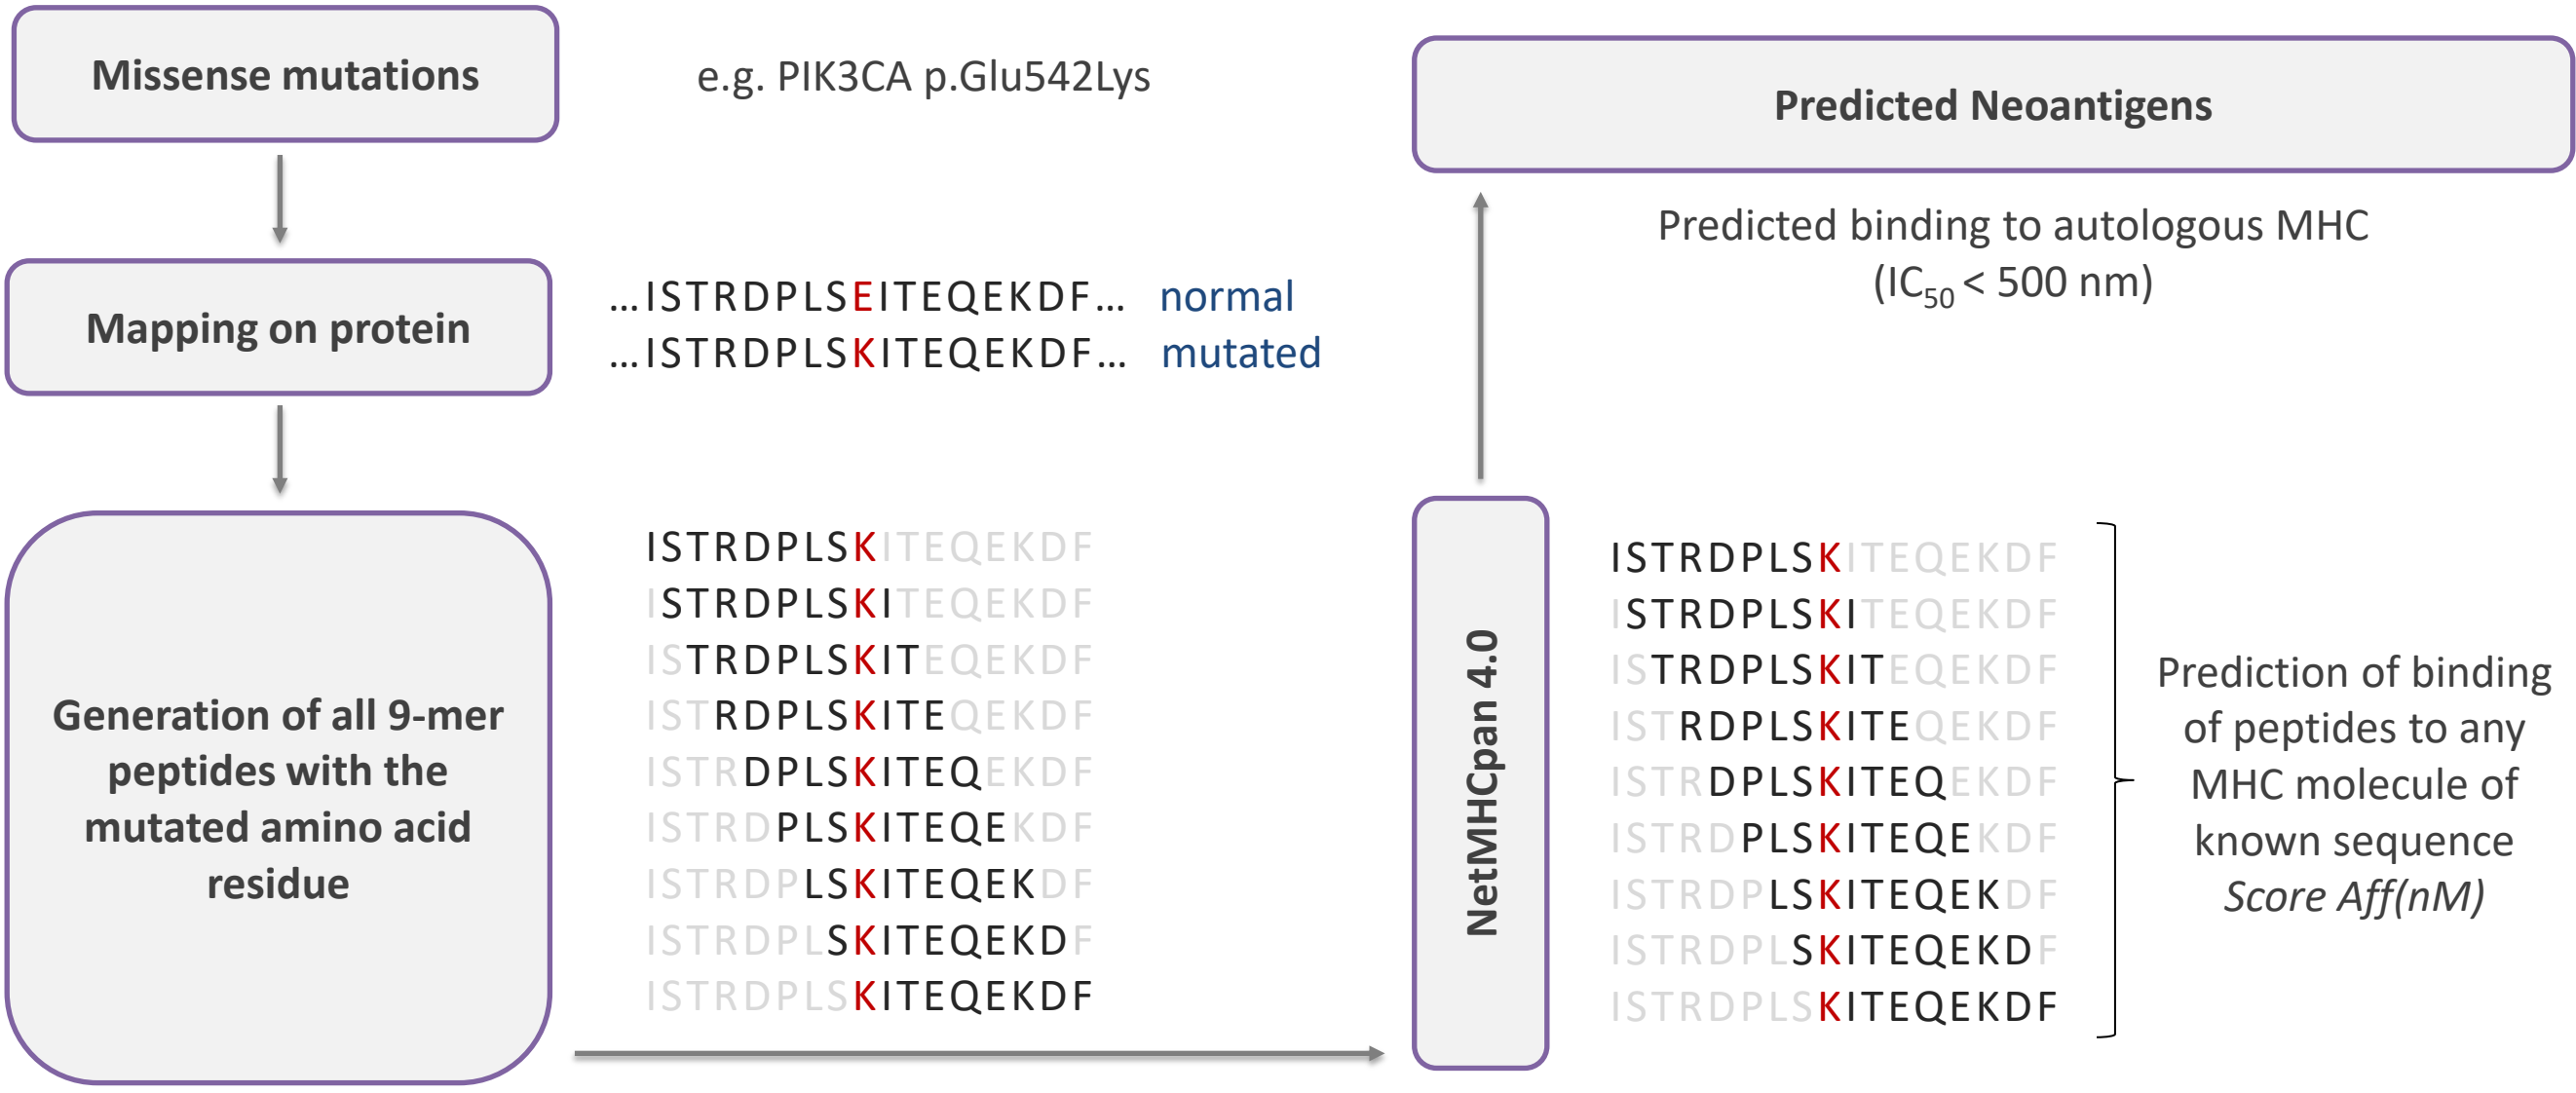 Missense mutations
e.g. PIK3CA p.Glu542Lys
Mapping on protein
...ISTRDPLSEITEQEKDF... normal
...ISTRDPLSKITEQEKDF... mutated
Generation of all 9-mer
peptides with the
mutated amino acid
residue
ISTRDPLSKITEQEKDF
ISTRDPLSKITEQEKDF
ISTRDPLSKITEQEKDF
ISTRDPLSKITEQEKDF
ISTRDPLSKITEQEKDF
ISTRDPLSKITEQEKDF
ISTRDPLSKITEQEKDF
ISTRDPLSKITEQEKDF
ISTRDPLSKITEQEKDF
NetMHCpan 4.0
ISTRDPLSKITEQEKDF
ISTRDPLSKITEQEKDF
ISTRDPLSKITEQEKDF
ISTRDPLSKITEQEKDF
ISTRDPLSKITEQEKDF
ISTRDPLSKITEQEKDF
ISTRDPLSKITEQEKDF
ISTRDPLSKITEQEKDF
ISTRDPLSKITEQEKDF
Prediction of binding
of peptides to any
MHC molecule of
known sequence
Score Aff(nM)
Predicted Neoantigens
Predicted binding to autologous MHC
(IC50 < 500 nm)